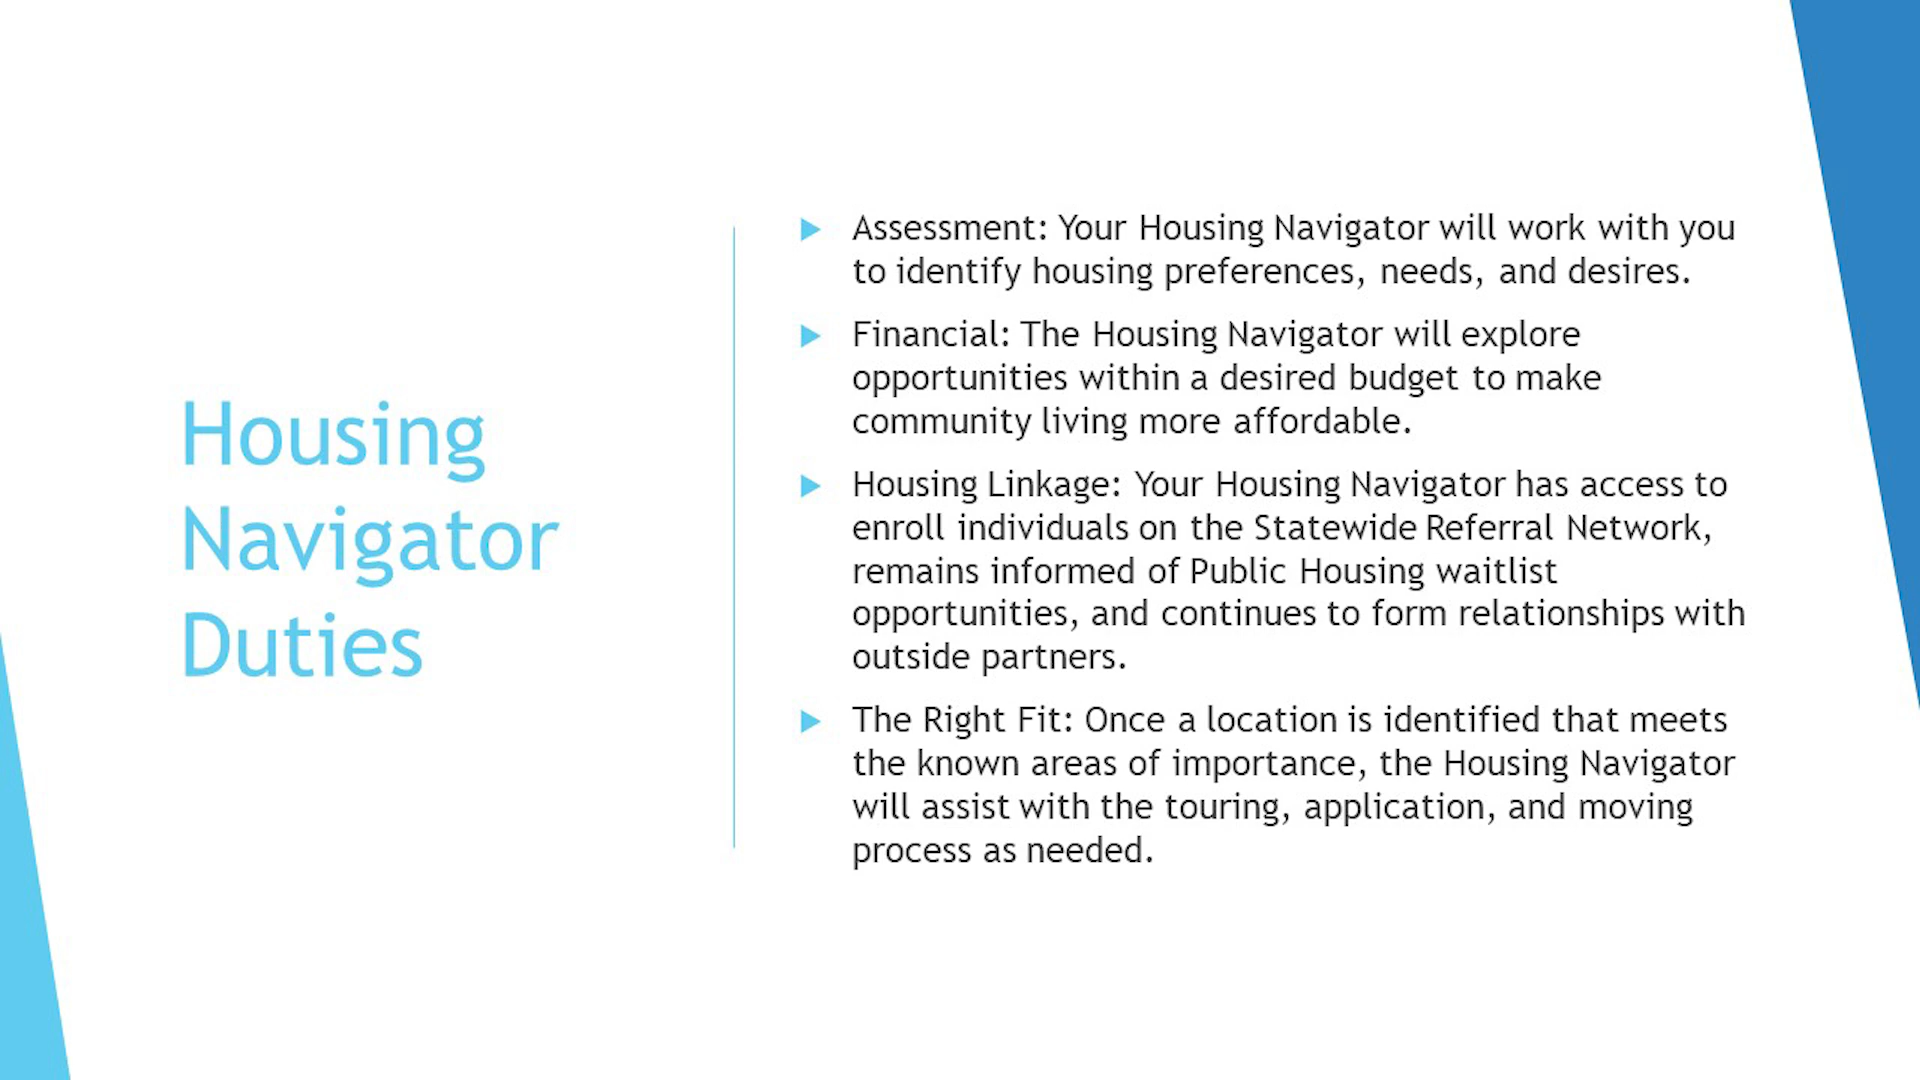 Housing
Navigator
Duties
Assessment: Your Housing Navigator will work with you
to identify housing preferences, needs, and desires.
Financial: The Housing Navigator will explore
opportunities within a desired budget to make
community living more affordable.
Housing Linkage: Your Housing Navigator has access to
enroll individuals on the Statewide Referral Network,
remains informed of Public Housing waitlist
opportunities, and continues to form relationships with
outside partners.
The Right Fit: Once a location is identified that meets
the known areas of importance, the Housing Navigator
will assist with the touring, application, and moving
process as needed.